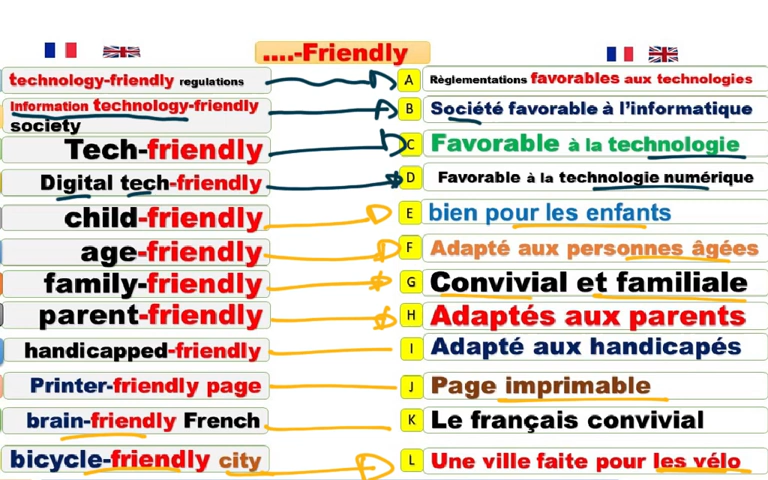 ....-Friendly
technology-friendly regulations A Règlementations favorables aux technologies
Information technology-friendly
society B Société favorable à l'informatique
Tech-friendly C Favorable à la technologie
Digital tech-friendly D Favorable à la technologie numérique
child-friendly E bien pour les enfants
age-friendly F Adapté aux personnes âgées
family-friendly G Convivial et familiale
parent-friendly H Adaptés aux parents
handicapped-friendly I Adapté aux handicapés
Printer-friendly page J Page imprimable
brain-friendly French K Le français convivial
bicycle-friendly city L Une ville faite pour les vélo